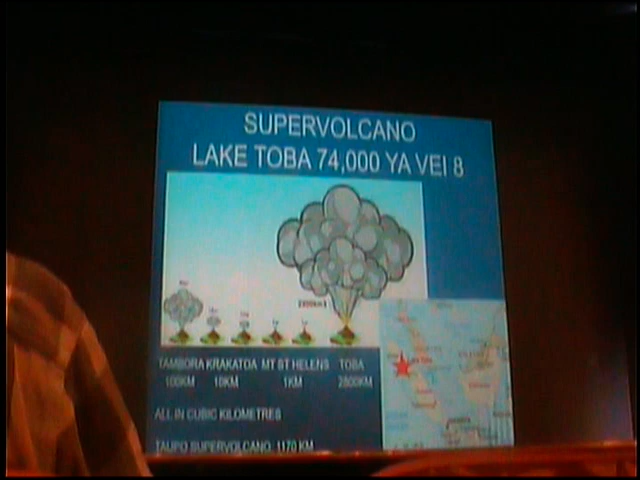 SUPERVOLCANO
LAKE TOBA 74,000 YA VEI 8
TAMBORA KRAKATOA MT ST HELENS TOBA
100KM 10KM 1KM 2800KM
ALL IN CUBIC KILOMETRES
TAUPO SUPERVOLCANO 1170 KM